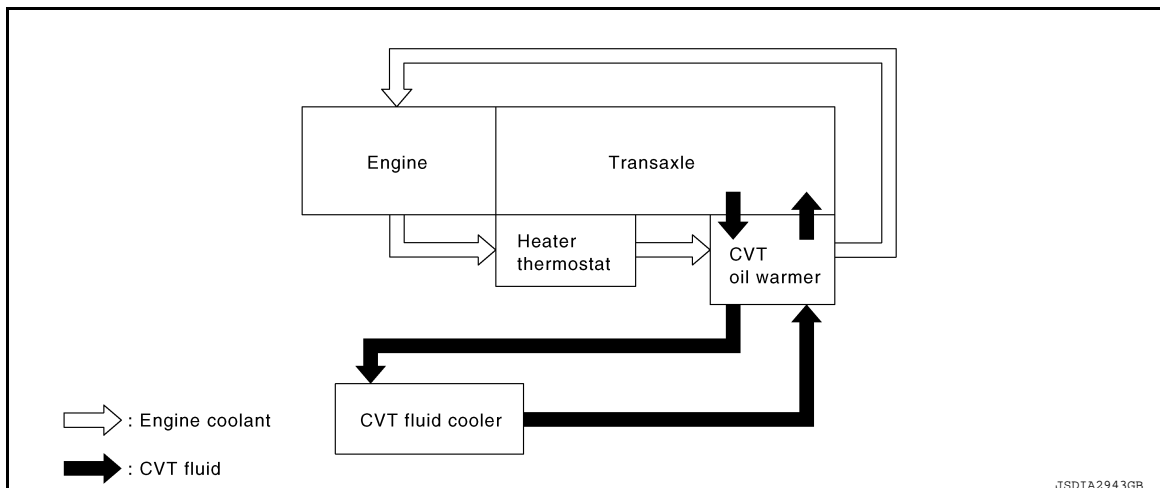 Engine
Transaxle
Heater
thermostat
CVT
oil warmer
CVT fluid cooler
: Engine coolant
: CVT fluid
JSDIA2943GB